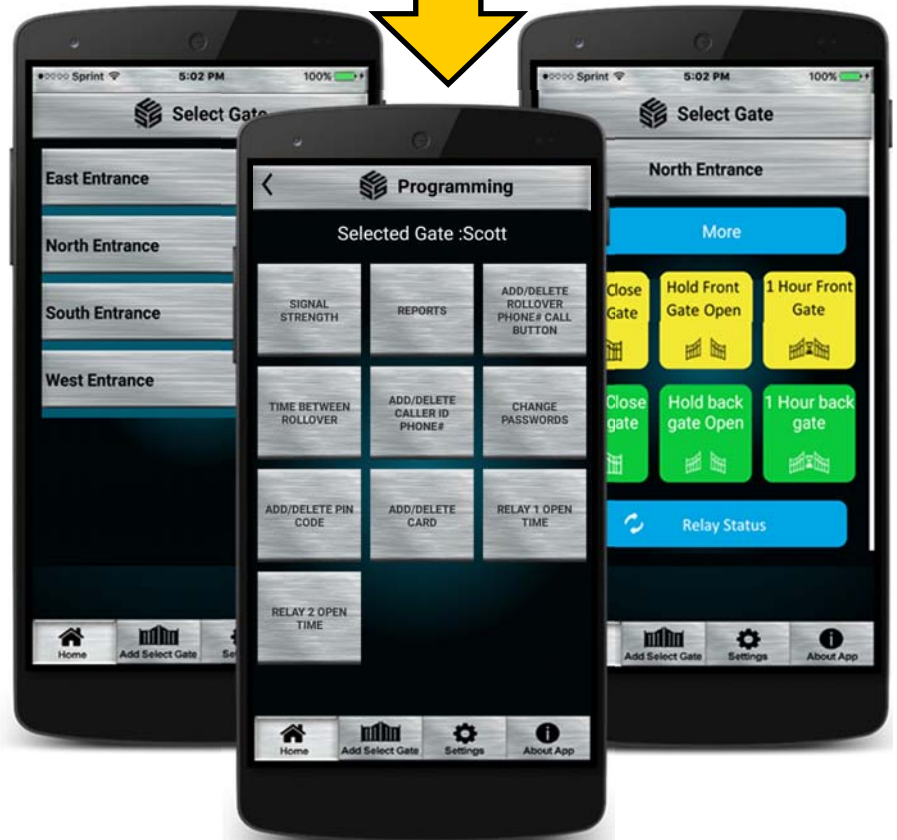 Sprint 5:02 PM 100%
Select Gate
East Entrance
North Entrance
South Entrance
West Entrance
Home Add Select Gate
Programming
Selected Gate :Scott
SIGNAL
STRENGTH
REPORTS
ADD/DELETE
ROLLOVER
PHONE# CALL
BUTTON
TIME BETWEEN
ROLLOVER
ADD/DELETE
CALLER ID
PHONE#
CHANGE
PASSWORDS
ADD/DELETE PIN
CODE
ADD/DELETE
CARD
RELAY 1 OPEN
TIME
RELAY 2 OPEN
TIME
Home Add Select Gate Settings About App
Sprint 5:02 PM 100%
Select Gate
North Entrance
More
Close
Gate
Hold Front
Gate Open
1 Hour Front
Gate
Close
gate
Hold back
gate Open
1 Hour back
gate
Relay Status
Add Select Gate Settings About App